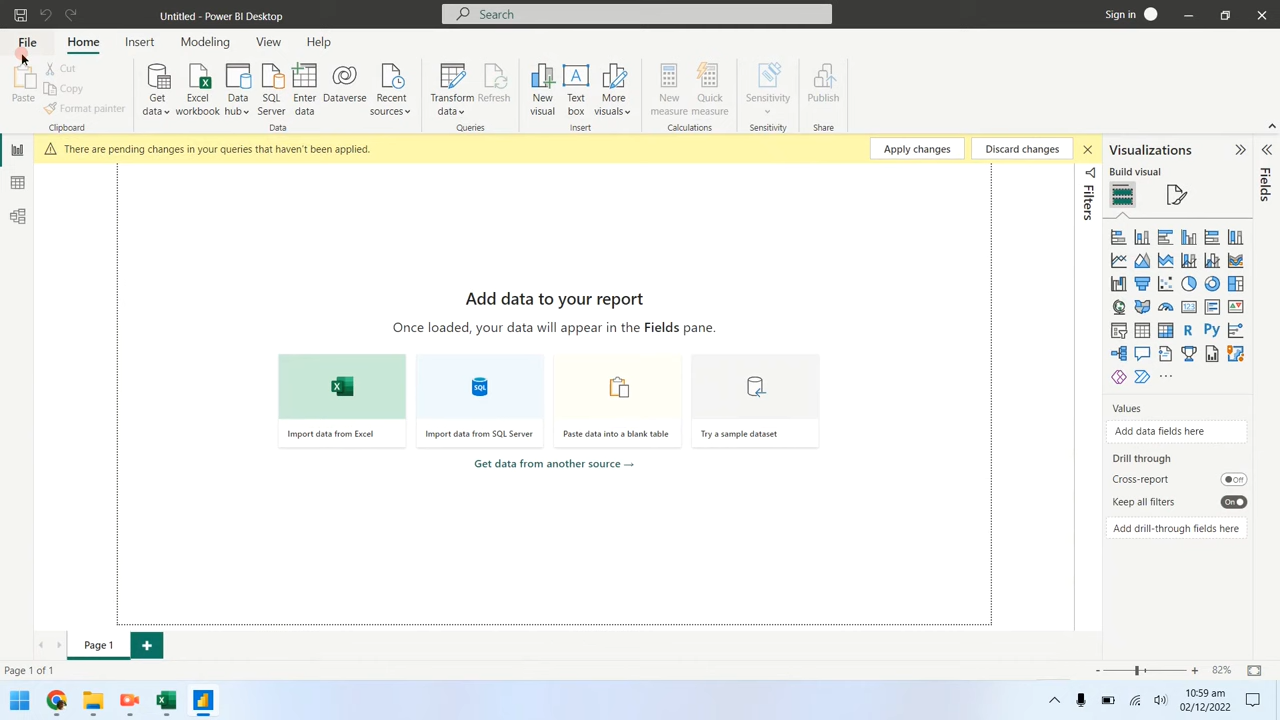 Untitled - Power BI Desktop
Search
Sign in
File
Home
Insert
Modeling
View
Help
Paste
Cut
Copy
Format painter
Clipboard
Get data
Excel workbook
Data hub
SQL Server
Enter data
Dataverse
Recent sources
Data
Transform data
Refresh
Queries
New visual
Text box
More visuals
Insert
New measure
Quick measure
Calculations
Sensitivity
Sensitivity
Publish
Share
There are pending changes in your queries that haven't been applied.
Apply changes
Discard changes
Add data to your report
Once loaded, your data will appear in the Fields pane.
X
SQL
Import data from Excel
Import data from SQL Server
Paste data into a blank table
Try a sample dataset
Get data from another source →
Filters
Visualizations
Build visual
123
R
Py
Values
Add data fields here
Drill through
Cross-report
Off
Keep all filters
On
Add drill-through fields here
Fields
Page 1
Page 1 of 1
82%
10:59 am
02/12/2022